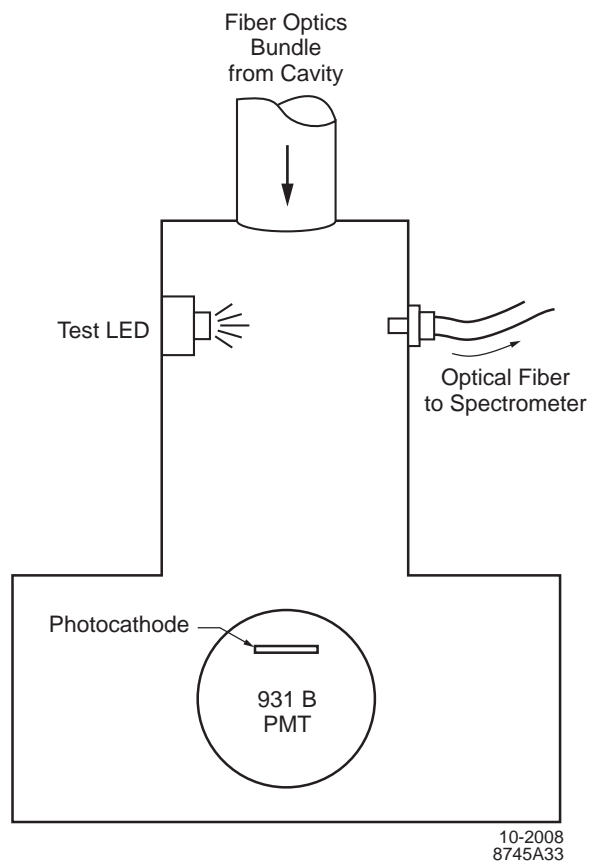 Fiber Optics
Bundle
from Cavity
Test LED
Optical Fiber
to Spectrometer
Photocathode
931 B
PMT
10-2008
8745A33